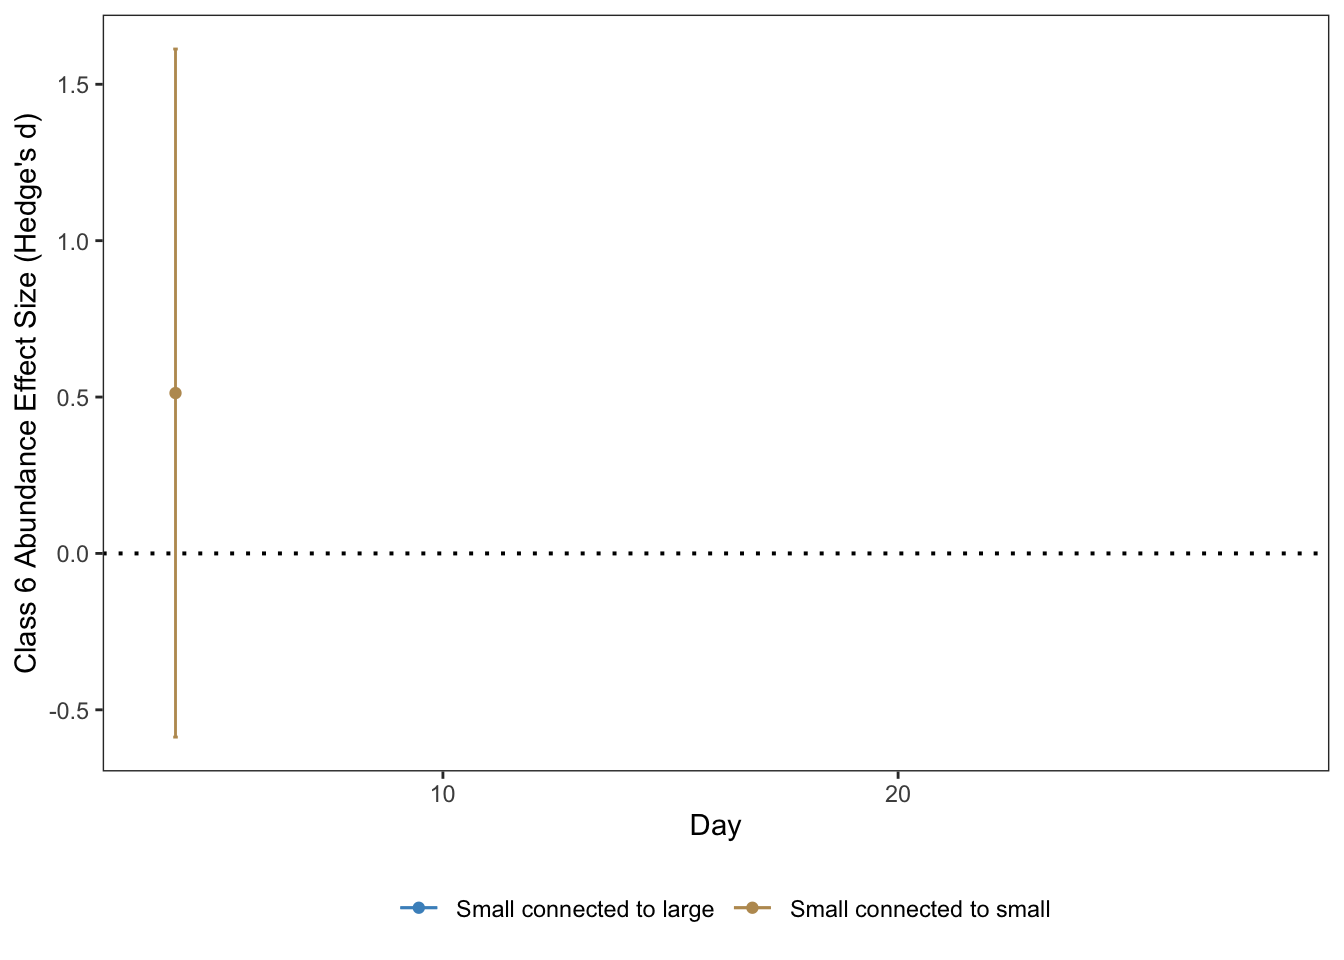 Class 6 Abundance Effect Size (Hedge's d)
1.5
1.0
0.5
0.0
-0.5
10 20
Day
Small connected to large Small connected to small